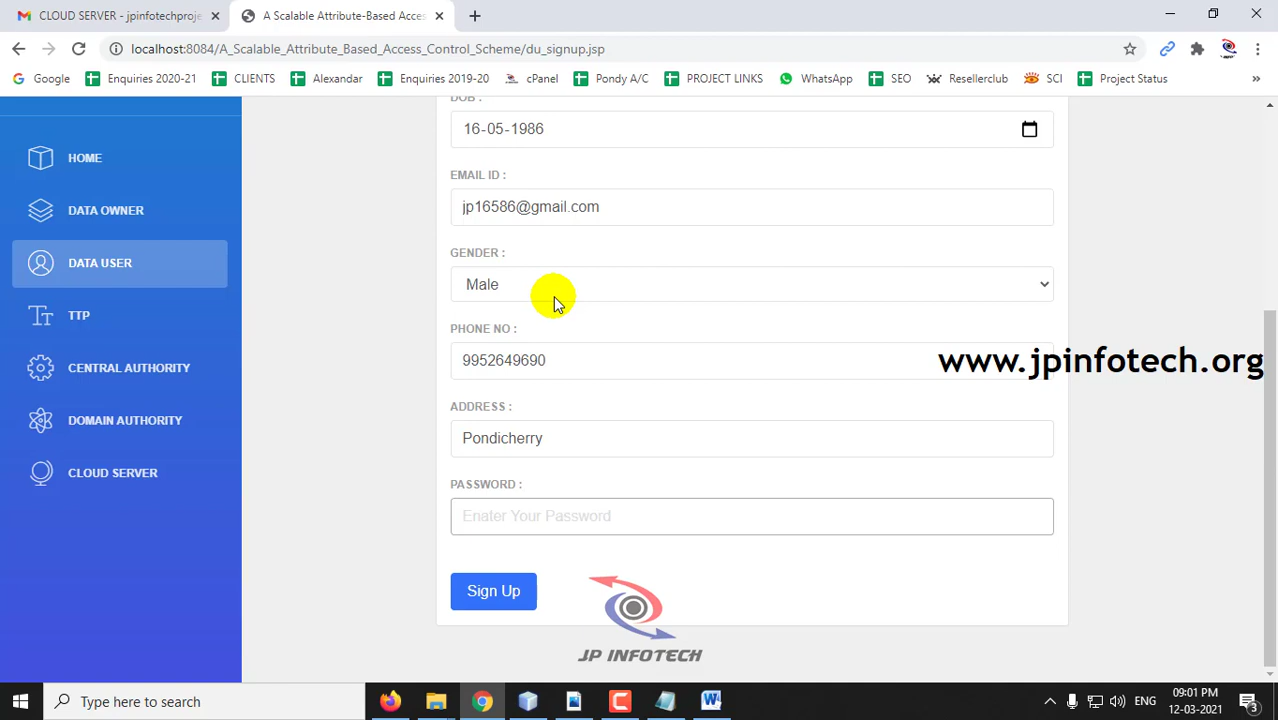 CLOUD SERVER - jpinfotechproje
A Scalable Attribute-Based Acces
localhost:8084/A_Scalable_Attribute_Based_Access_Control_Scheme/du_signup.jsp
Google
Enquiries 2020-21
CLIENTS
Alexandar
Enquiries 2019-20
cPanel
Pondy A/C
PROJECT LINKS
WhatsApp
SEO
Resellerclub
SCI
Project Status
»
HOME
DATA OWNER
DATA USER
TTP
CENTRAL AUTHORITY
DOMAIN AUTHORITY
CLOUD SERVER
DOB :
16-05-1986
EMAIL ID :
jp16586@gmail.com
GENDER :
Male
PHONE NO :
9952649690
www.jpinfotech.org
ADDRESS :
Pondicherry
PASSWORD :
Enater Your Password
Sign Up
JP INFOTECH
Type here to search
ENG
09:01 PM
12-03-2021
3